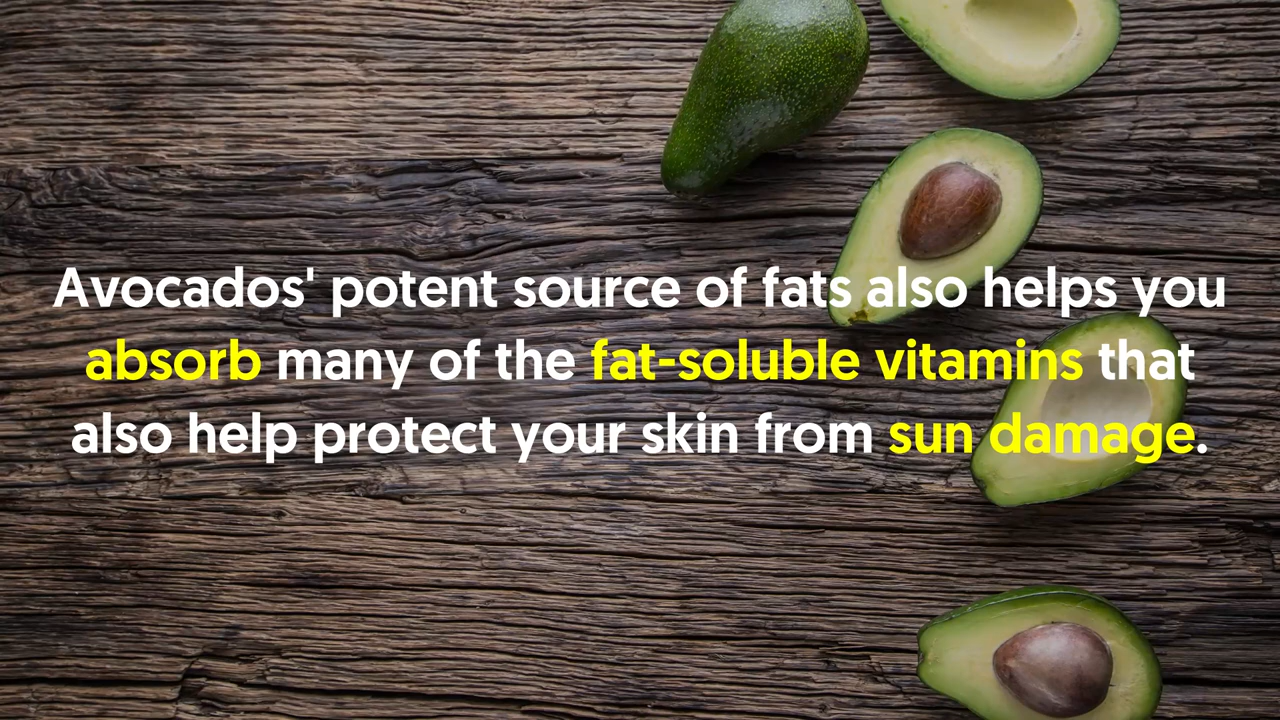 Avocados' potent source of fats also helps you
absorb many of the fat-soluble vitamins that
also help protect your skin from sun damage.